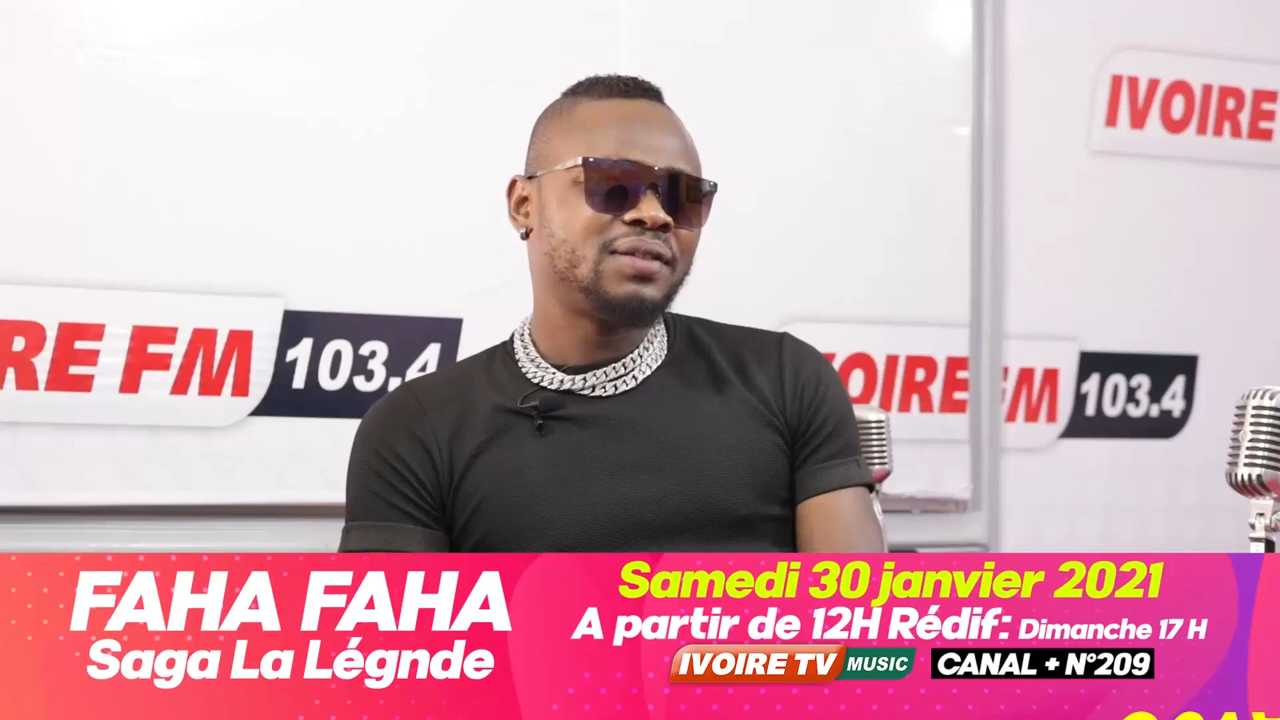 IVOIRE
RE FM 103.4
OIRE FM 103.4
FAHA FAHA
Saga La Légnde
Samedi 30 janvier 2021
A partir de 12H Rédif: Dimanche 17 H
IVOIRE TV MUSIC CANAL + N°209